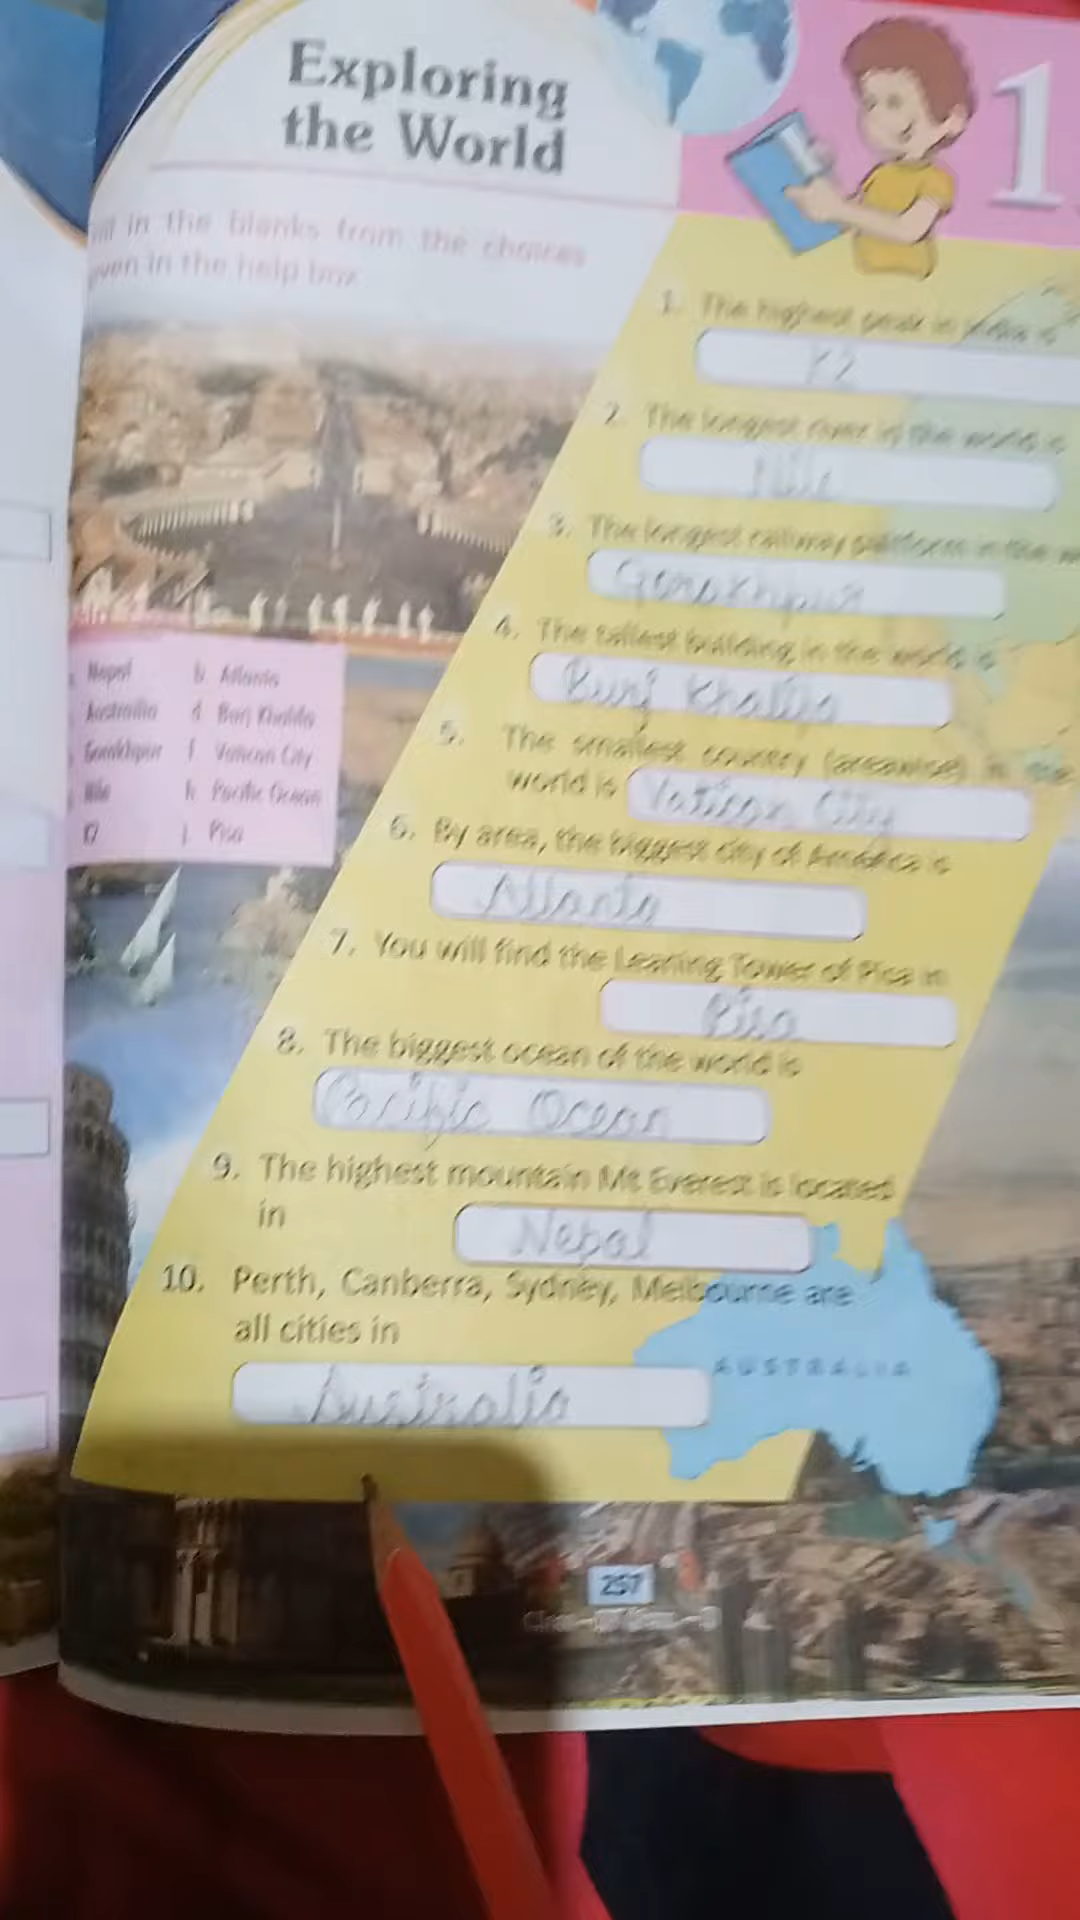 Exploring
the World
1
in the blanks from the choices
given in the help box
1. The highest peak in India is
K2
2. The longest river in the world is
Nile
3. The longest railway platform in the
Gorakhpur
4. The tallest building in the world is
Burj Khalifa
5. The smallest country (areawise) in the
world is Vatican City
6. By area, the biggest city of America is
Atlanta
7. You will find the Leaning Tower of Pisa in
Pisa
8. The biggest ocean of the world is
Pacific Ocean
9. The highest mountain Mt Everest is located
in Nepal
10. Perth, Canberra, Sydney, Melbourne are
all cities in
Australia
AUSTRALIA
Nepal b. Atlanta
Australia d. Burj Khalifa
Gorakhpur f. Vatican City
Nile h. Pacific Ocean
K2 j. Pisa
257